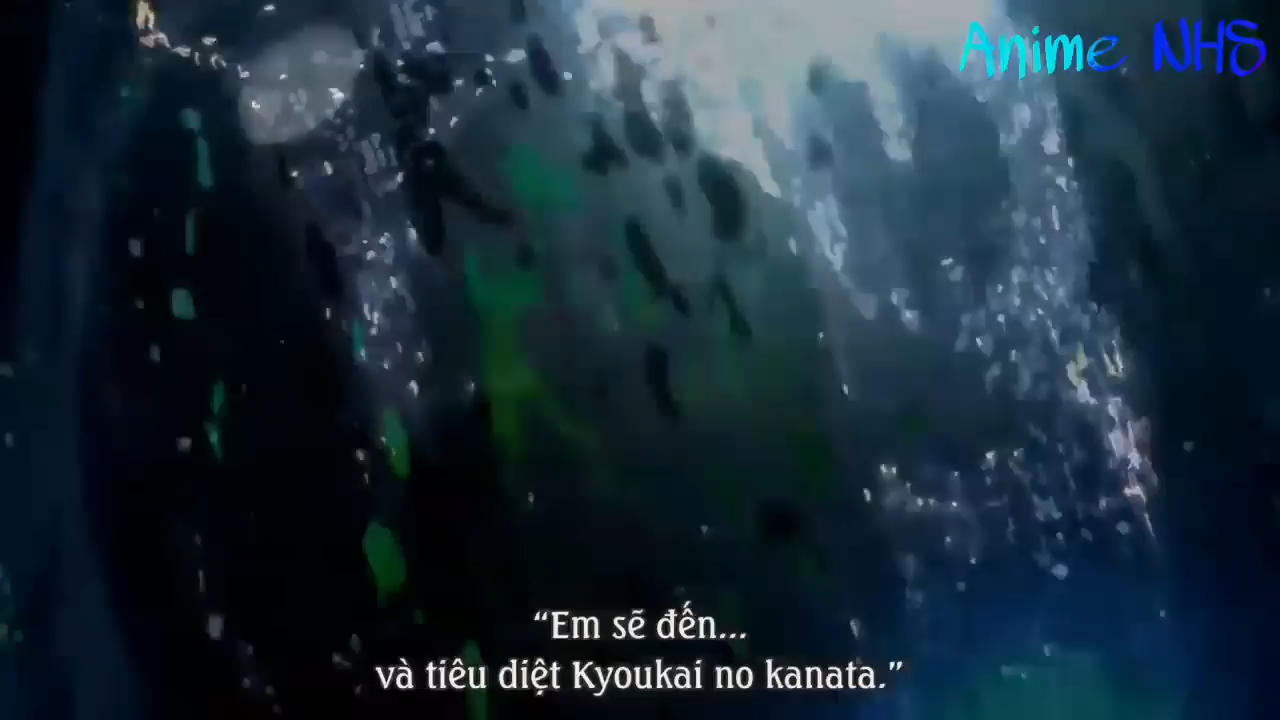 Anime NHS
“Em sẽ đến...
và tiêu diệt Kyoukai no kanata.”